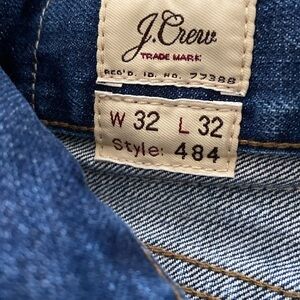 J.Crew
TRADE MARK
REG'D. ID. NO. 77388
W 32 L 32
Style: 484